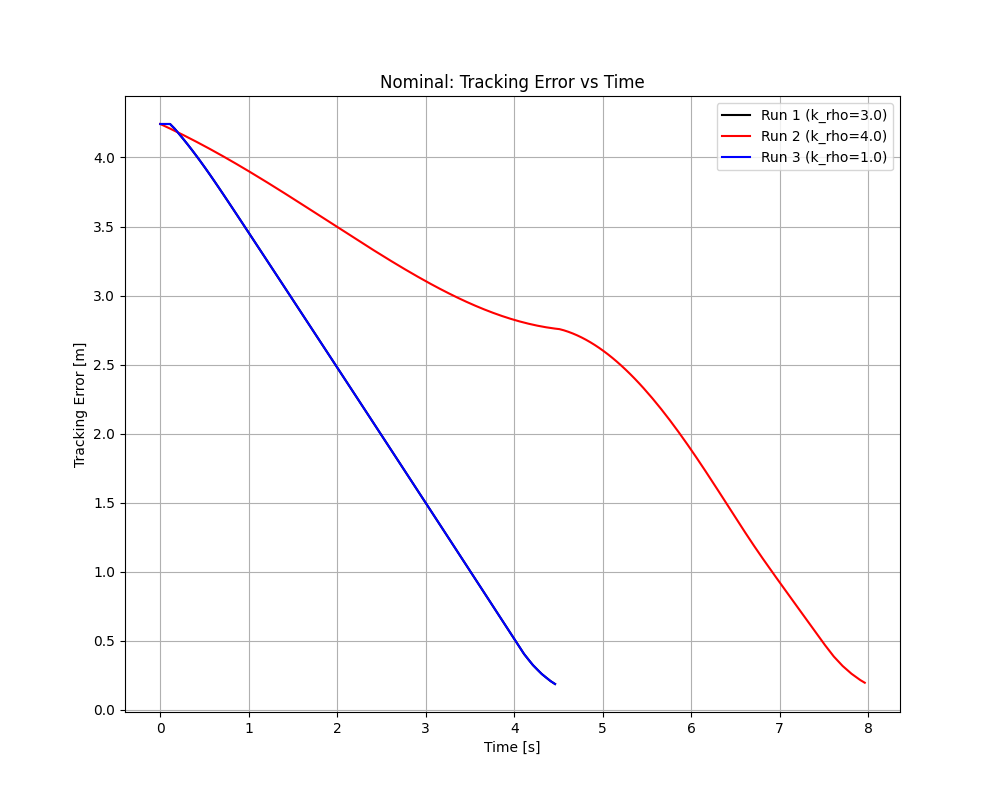 Nominal: Tracking Error vs Time
Run 1 (k_rho=3.0)
Run 2 (k_rho=4.0)
Run 3 (k_rho=1.0)
Tracking Error [m]
4.0
3.5
3.0
2.5
2.0
1.5
1.0
0.5
0.0
0 1 2 3 4 5 6 7 8
Time [s]